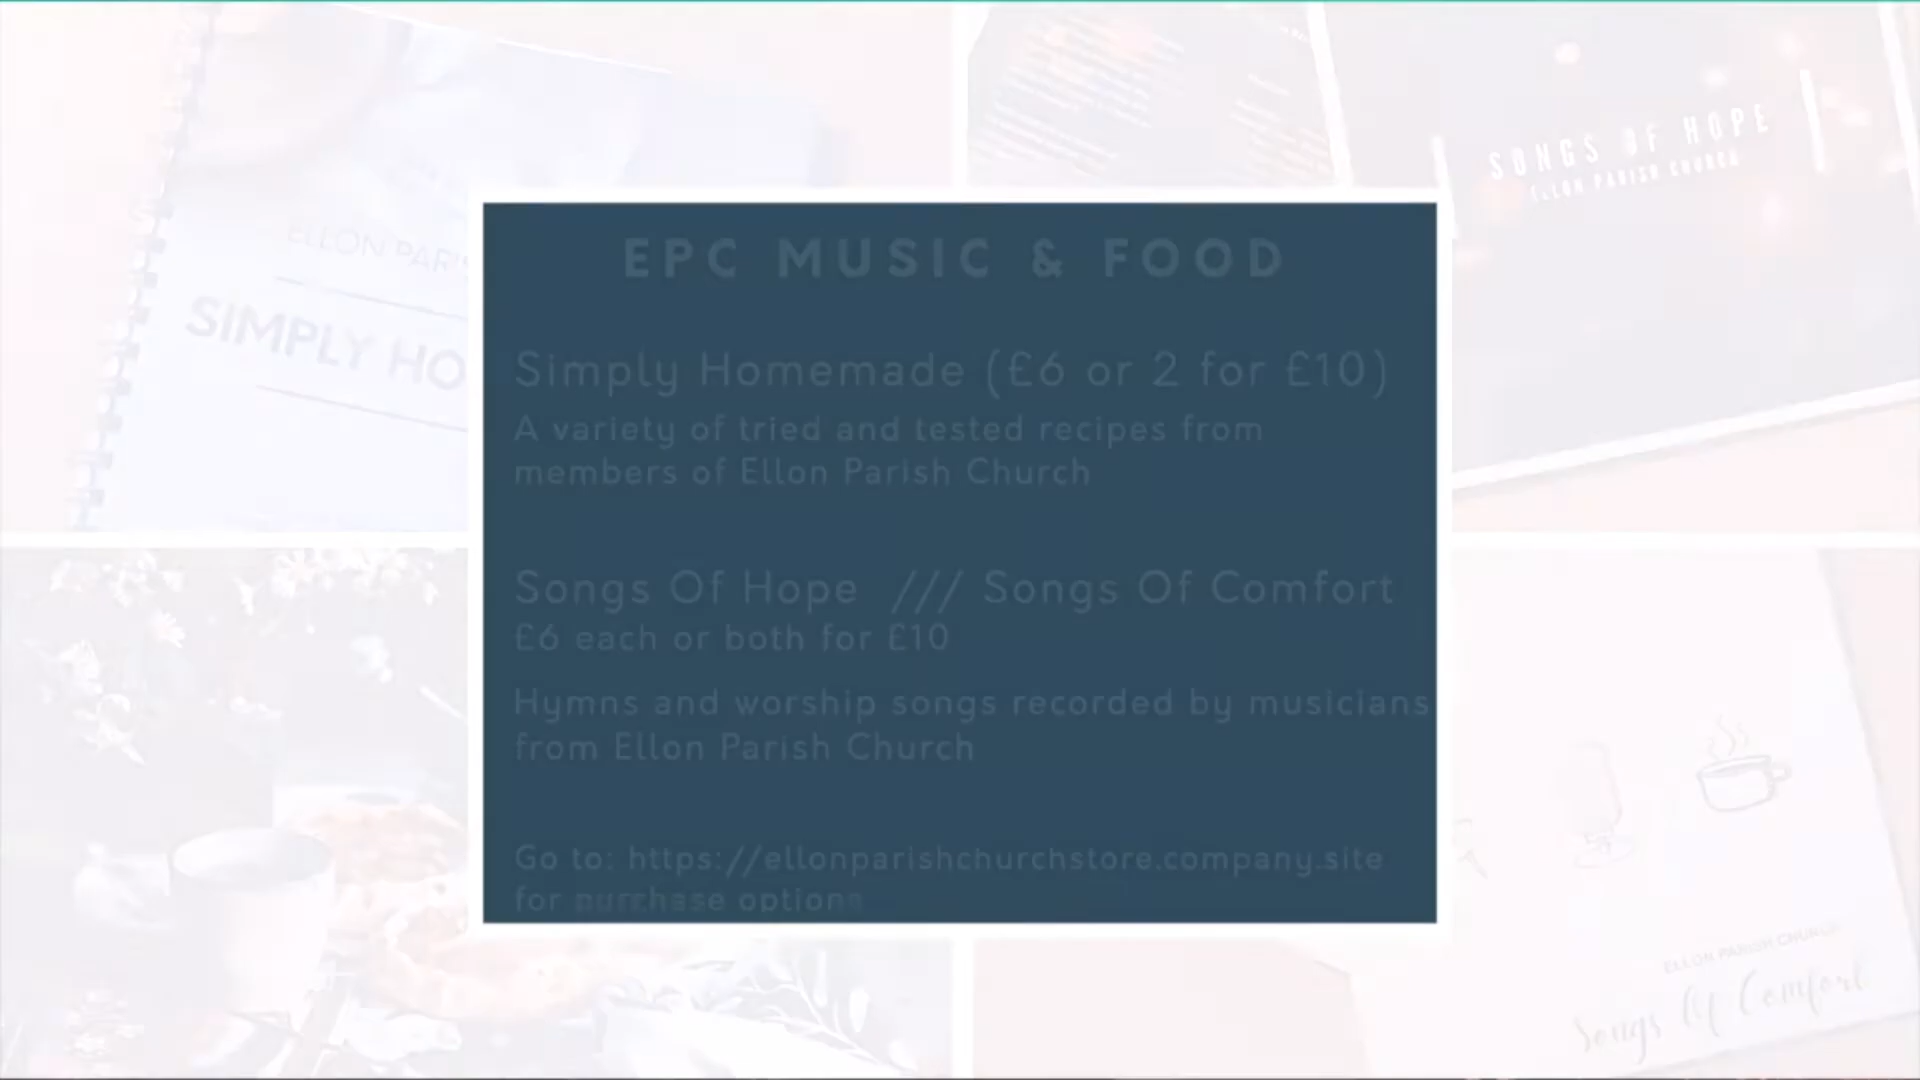 ELLON PARIS
SIMPLY HO
SONGS OF HOPE
ELLON PARISH CHURCH
EPC MUSIC & FOOD
Simply Homemade (£6 or 2 for £10)
A variety of tried and tested recipes from
members of Ellon Parish Church
Songs Of Hope /// Songs Of Comfort
£6 each or both for £10
Hymns and worship songs recorded by musicians
from Ellon Parish Church
Go to: https://ellonparishchurchstore.company.site
for purchase options
ELLON PARISH CHURCH
Songs Of Comfort